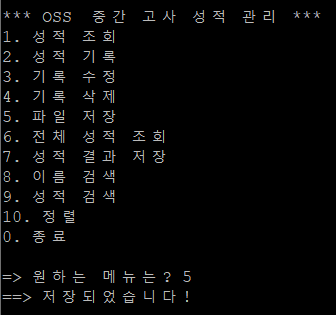 *** OSS 중간 고사 성적 관리 ***
1. 성적 조회
2. 성적 기록
3. 기록 수정
4. 기록 삭제
5. 파일 저장
6. 전체 성적 조회
7. 성적 결과 저장
8. 이름 검색
9. 성적 검색
10. 정렬
0. 종료
=> 원하는 메뉴는? 5
==> 저장되었습니다!